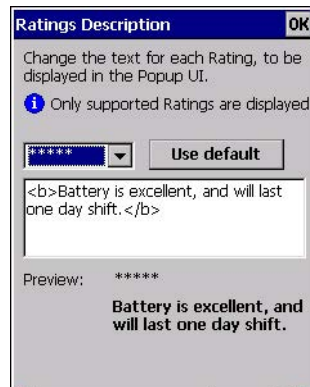 Ratings Description OK
Change the text for each Rating, to be
displayed in the Popup UI.
i Only supported Ratings are displayed
***** Use default
<b>Battery is excellent, and will last
one day shift.</b>
Preview: *****
Battery is excellent, and
will last one day shift.